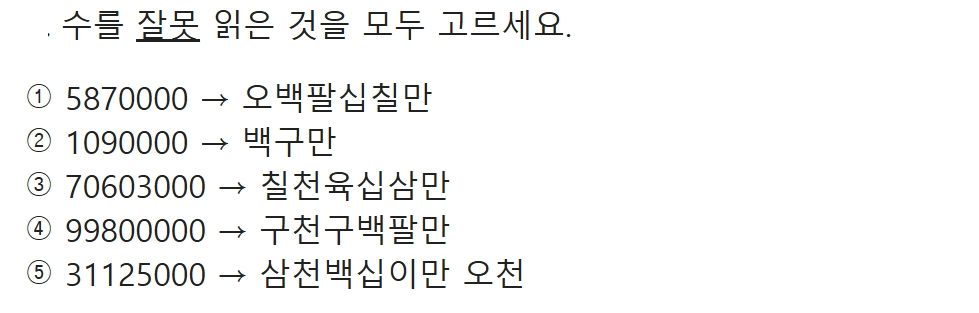 . 수를 잘못 읽은 것을 모두 고르세요.
① 5870000 → 오백팔십칠만
② 1090000 → 백구만
③ 70603000 → 칠천육십삼만
④ 99800000 → 구천구백팔만
⑤ 31125000 → 삼천백십이만 오천